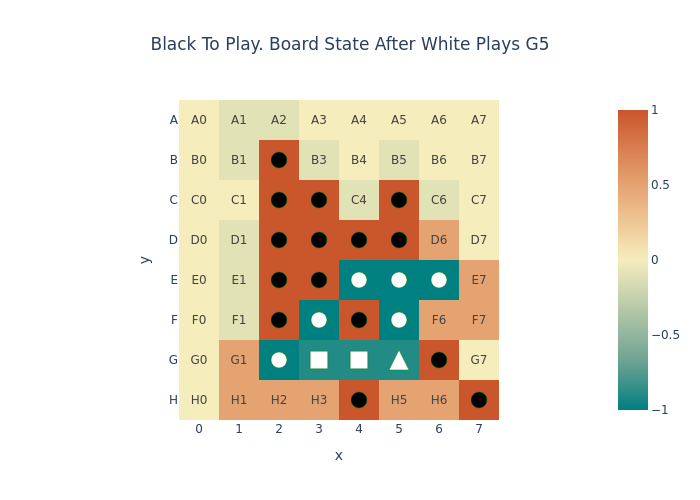 Black To Play. Board State After White Plays G5
A A0 A1 A2 A3 A4 A5 A6 A7
B B0 B1 B3 B4 B5 B6 B7
C C0 C1 C4 C6 C7
D D0 D1 D6 D7
E E0 E1 E7
F F0 F1 F6 F7
G G0 G1 G7
H H0 H1 H2 H3 H5 H6
0 1 2 3 4 5 6 7
x
y
1
0.5
0
−0.5
−1